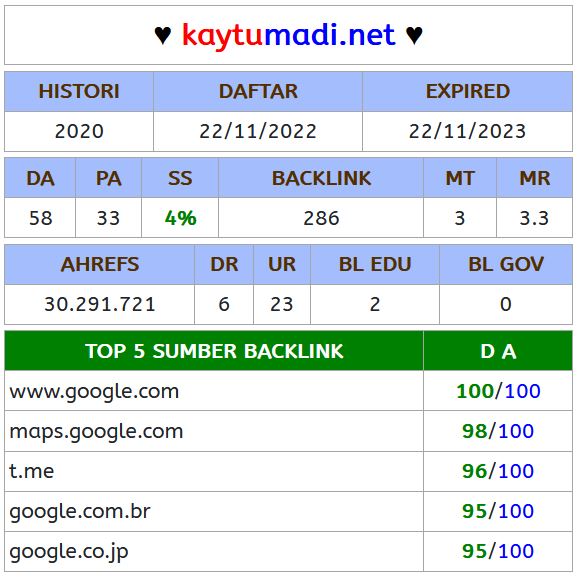 ♥ kaytumadi.net ♥
HISTORI DAFTAR EXPIRED
2020 22/11/2022 22/11/2023
DA PA SS BACKLINK MT MR
58 33 4% 286 3 3.3
AHREFS DR UR BL EDU BL GOV
30.291.721 6 23 2 0
TOP 5 SUMBER BACKLINK D A
www.google.com 100/100
maps.google.com 98/100
t.me 96/100
google.com.br 95/100
google.co.jp 95/100